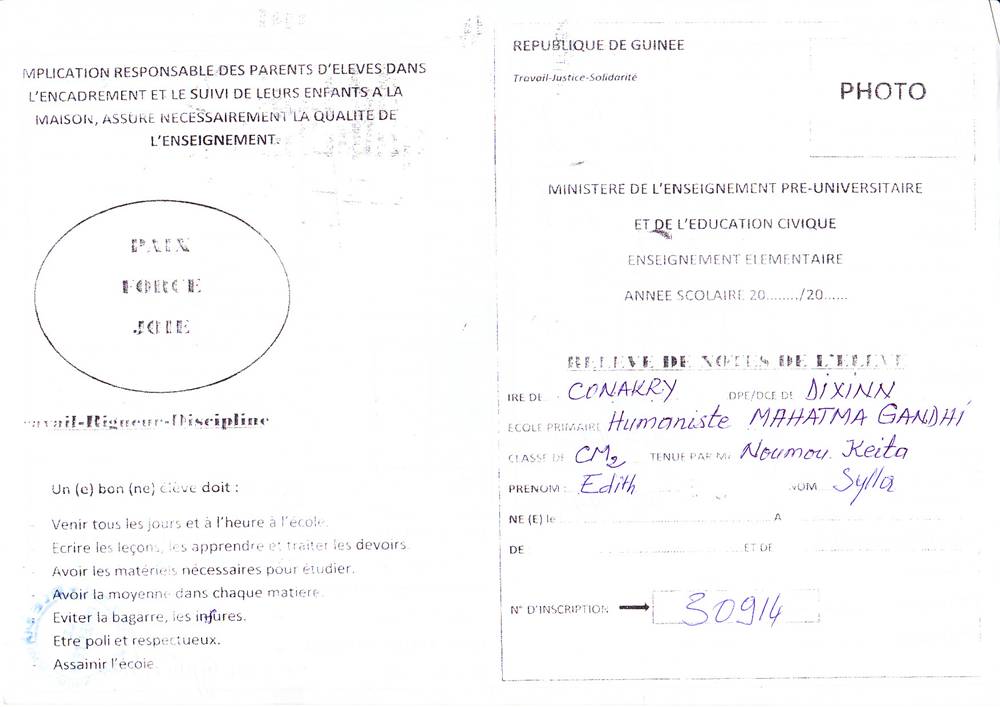 MPLICATION RESPONSABLE DES PARENTS D'ELEVES DANS
L'ENCADREMENT ET LE SUIVI DE LEURS ENFANTS A LA
MAISON, ASSURE NECESSAIREMENT LA QUALITE DE
L'ENSEIGNEMENT.
PAIX
FORCE
JOIE
avail-Rigueur-Discipline
Un (e) bon (ne) élève doit :
- Venir tous les jours et à l'heure à l'école.
- Ecrire les leçons, les apprendre et traiter les devoirs.
- Avoir les matériels nécessaires pour étudier.
- Avoir la moyenne dans chaque matière.
- Eviter la bagarre, les injures.
- Etre poli et respectueux.
- Assainir l'école.
REPUBLIQUE DE GUINEE
Travail-Justice-Solidarité
PHOTO
MINISTERE DE L'ENSEIGNEMENT PRE-UNIVERSITAIRE
ET DE L'EDUCATION CIVIQUE
ENSEIGNEMENT ELEMENTAIRE
ANNEE SCOLAIRE 20......../20......
RELEVE DE NOTES DE L'ELEVE
IRE DE CONAKRY DPE/DCE DE DIXINN
ECOLE PRIMAIRE Humaniste MAHATMA GANDHI
CLASSE DE CM2 TENUE PAR M Noumou Keita
PRENOM : Edith NOM Sylla
NE (E) le A
DE ET DE
N° D'INSCRIPTION → 30914